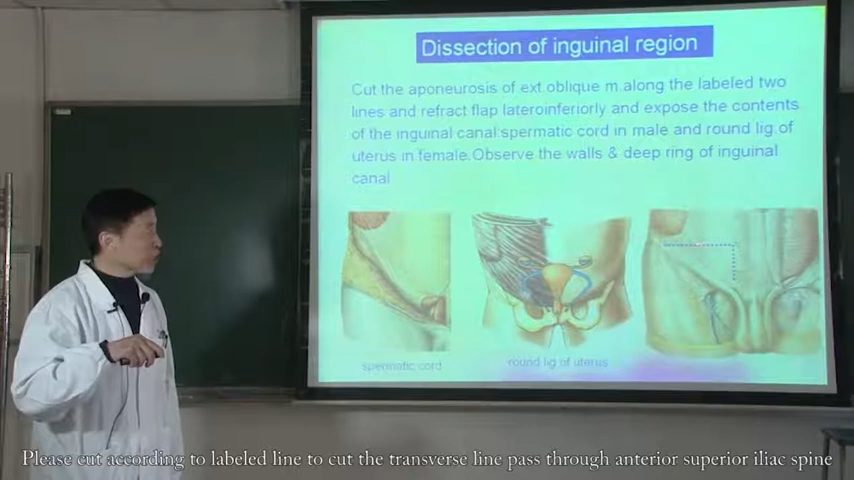 Dissection of inguinal region
Cut the aponeurosis of ext.oblique m.along the labeled two
lines and refract flap lateroinferiorly and expose the contents
of the inguinal canal:spermatic cord in male and round lig.of
uterus in female.Observe the walls & deep ring of inguinal
canal
spermatic cord
round lig of uterus
Please cut according to labeled line to cut the transverse line pass through anterior superior iliac spine